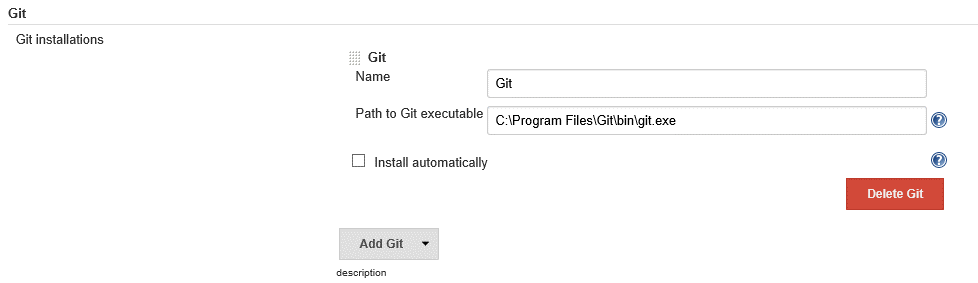 Git
Git installations
Git
Name
Git
Path to Git executable
C:\Program Files\Git\bin\git.exe
?
Install automatically
?
Delete Git
Add Git
description